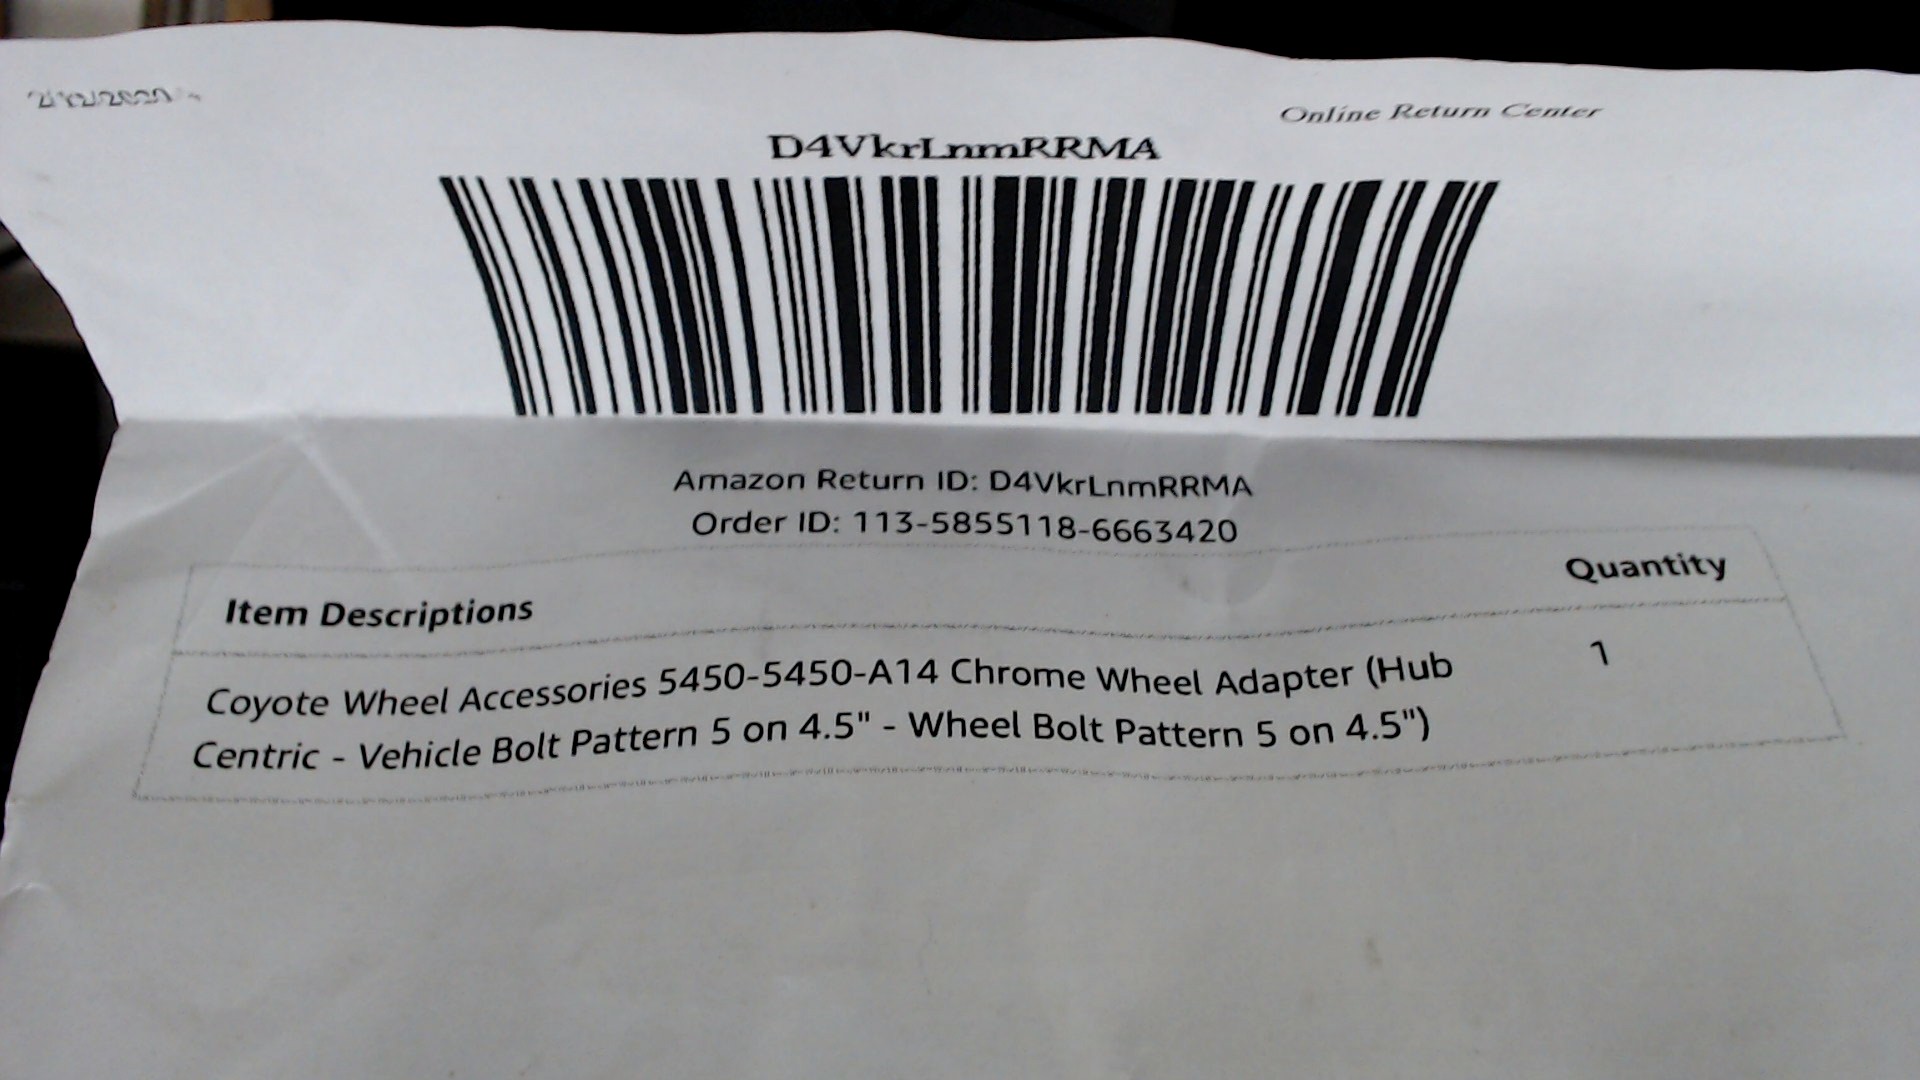 Online Return Center
D4VkrLnmRRMA
Amazon Return ID: D4VkrLnmRRMA
Order ID: 113-5855118-6663420
Item Descriptions Quantity
Coyote Wheel Accessories 5450-5450-A14 Chrome Wheel Adapter (Hub 1
Centric - Vehicle Bolt Pattern 5 on 4.5" - Wheel Bolt Pattern 5 on 4.5")